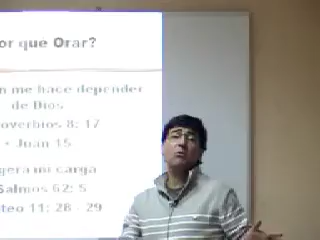 or que Orar?
n me hace depender
de Dios
overbios 8: 17
• Juan 15
gera mi carga
Salmos 62: 5
teo 11: 28 - 29